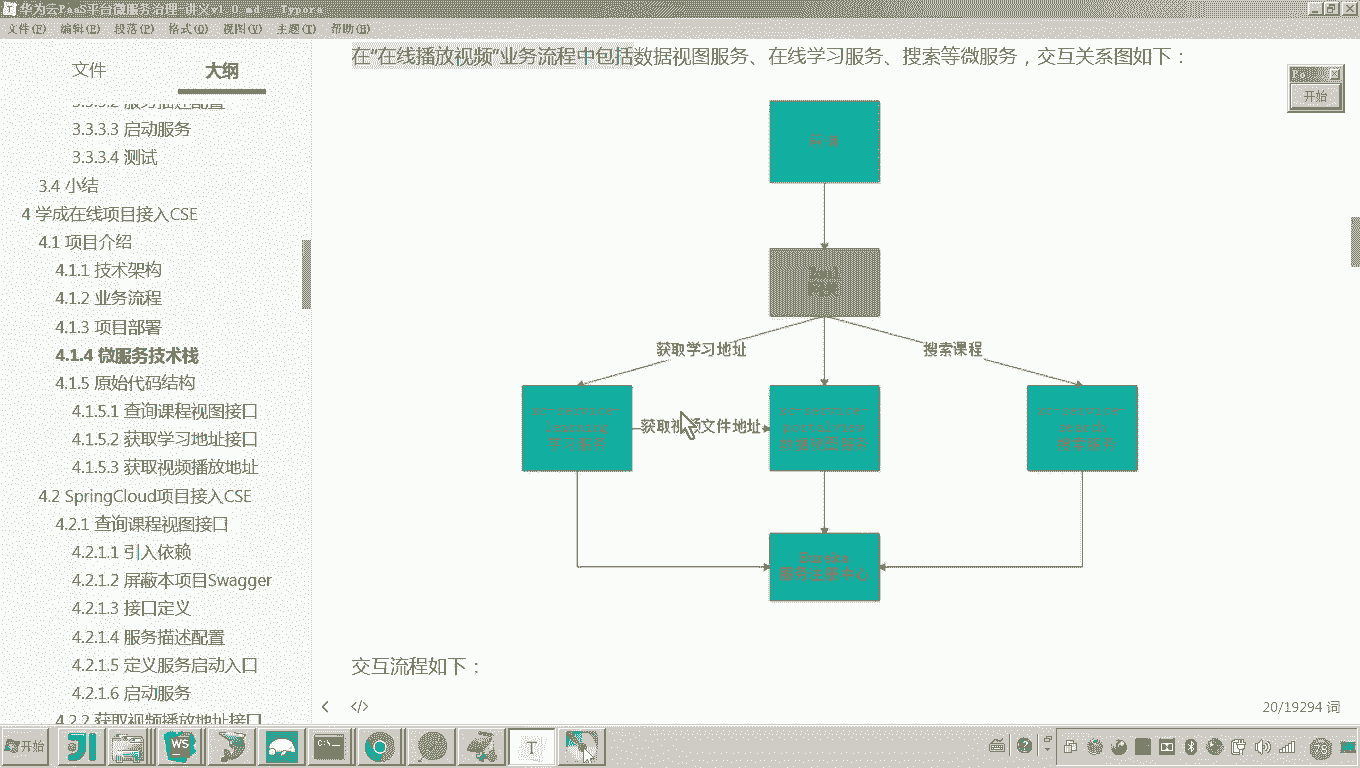 华为云PaaS平台微服务治理-讲义v1.0.md - Typora
文件(F) 编辑(E) 段落(P) 格式(O) 视图(V) 主题(T) 帮助(H)
文件 大纲
3.3.3.2 服务描述配置
3.3.3.3 启动服务
3.3.3.4 测试
3.4 小结
4 学成在线项目接入CSE
4.1 项目介绍
4.1.1 技术架构
4.1.2 业务流程
4.1.3 项目部署
4.1.4 微服务技术栈
4.1.5 原始代码结构
4.1.5.1 查询课程视图接口
4.1.5.2 获取学习地址接口
4.1.5.3 获取视频播放地址
4.2 SpringCloud项目接入CSE
4.2.1 查询课程视图接口
4.2.1.1 引入依赖
4.2.1.2 屏蔽本项目Swagger
4.2.1.3 接口定义
4.2.1.4 服务描述配置
4.2.1.5 定义服务启动入口
4.2.1.6 启动服务
4.2.2 获取视频播放地址接口
在“在线播放视频”业务流程中包括数据视图服务、在线学习服务、搜索等微服务，交互关系图如下：
开始
获取学习地址
搜索课程
学习服务
获取视频文件地址
搜索服务
Eureka
服务注册中心
交互流程如下：
</> 20/19294 词
开始
WS
T
78